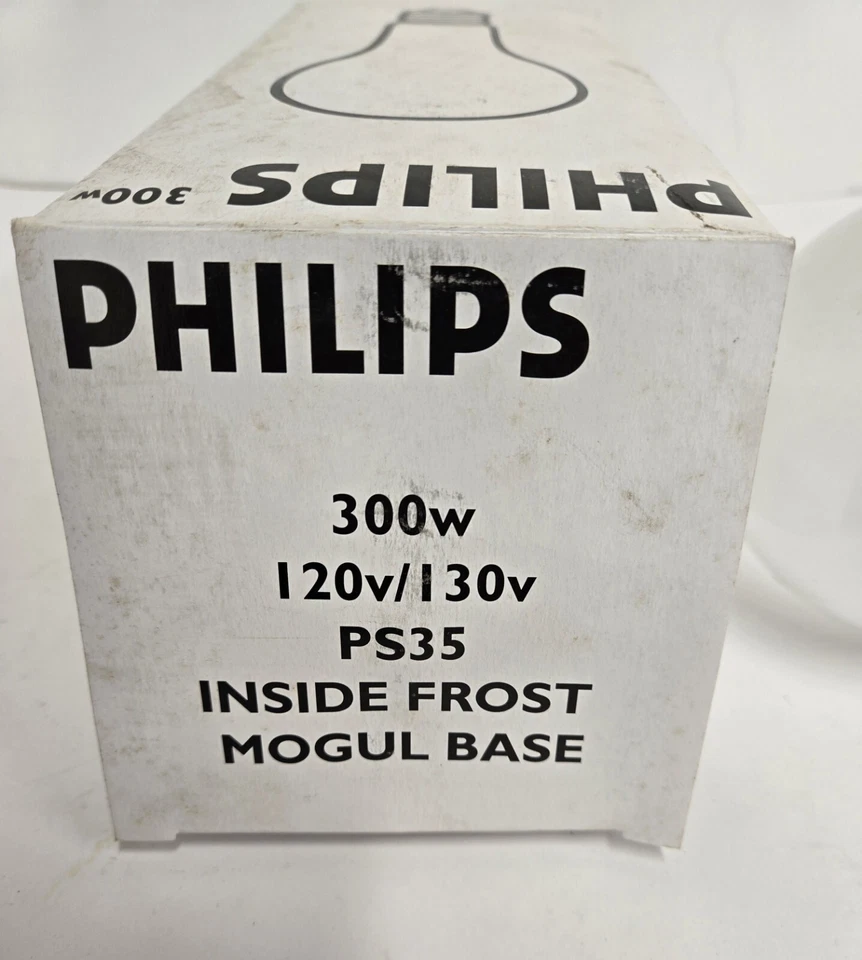 PHILIPS 300w
PHILIPS
300w
120v/130v
PS35
INSIDE FROST
MOGUL BASE